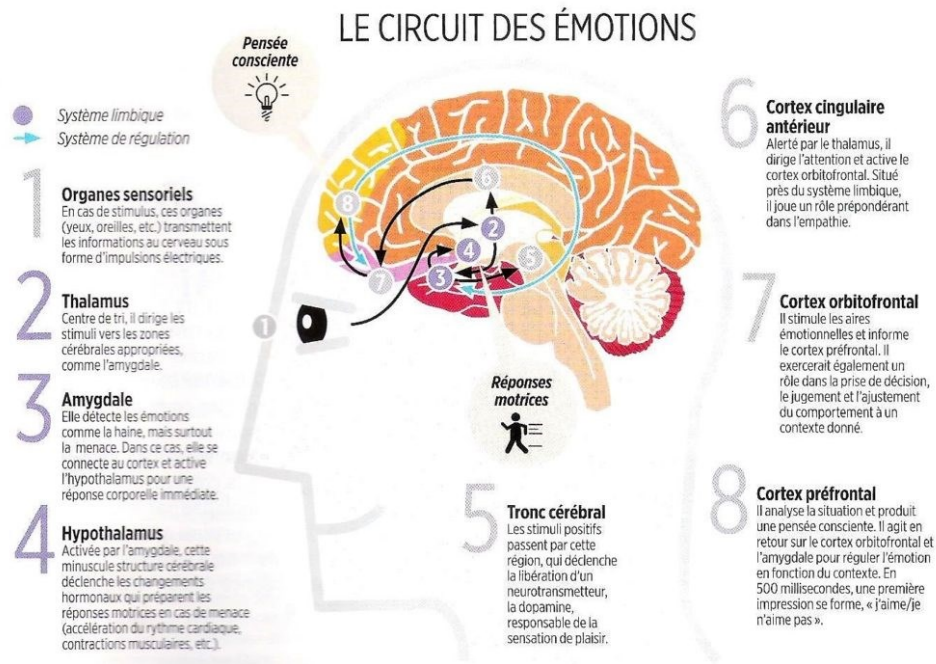 LE CIRCUIT DES ÉMOTIONS
Pensée
consciente
Système limbique
Système de régulation
1
Organes sensoriels
En cas de stimulus, ces organes
(yeux, oreilles, etc.) transmettent
les informations au cerveau sous
forme d'impulsions électriques.
2
Thalamus
Centre de tri, il dirige les
stimuli vers les zones
cérébrales appropriées,
comme l'amygdale.
3
Amygdale
Elle détecte les émotions
comme la haine, mais surtout
la menace. Dans ce cas, elle se
connecte au cortex et active
l'hypothalamus pour une
réponse corporelle immédiate.
4
Hypothalamus
Activée par l'amygdale, cette
minuscule structure cérébrale
déclenche les changements
hormonaux qui préparent les
réponses motrices en cas de menace
(accélération du rythme cardiaque,
contractions musculaires, etc.).
8
6
2
4
5
7
3
1
Réponses
motrices
5
Tronc cérébral
Les stimuli positifs
passent par cette
région, qui déclenche
la libération d'un
neurotransmetteur,
la dopamine,
responsable de la
sensation de plaisir.
6
Cortex cingulaire
antérieur
Alerté par le thalamus, il
dirige l'attention et active le
cortex orbitofrontal. Situé
près du système limbique,
il joue un rôle prépondérant
dans l'empathie.
7
Cortex orbitofrontal
Il stimule les aires
émotionnelles et informe
le cortex préfrontal. Il
exercerait également un
rôle dans la prise de décision,
le jugement et l'ajustement
du comportement à un
contexte donné.
8
Cortex préfrontal
Il analyse la situation et produit
une pensée consciente. Il agit en
retour sur le cortex orbitofrontal et
l'amygdale pour réguler l'émotion
en fonction du contexte. En
500 millisecondes, une première
impression se forme, « j'aime/je
n'aime pas ».